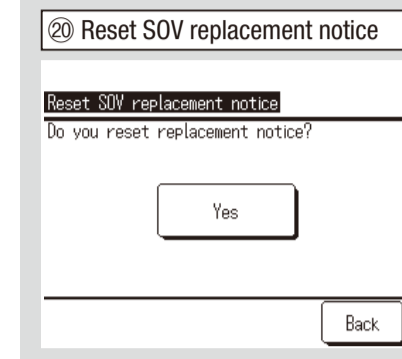 ⑳ Reset SOV replacement notice
Reset SOV replacement notice
Do you reset replacement notice?
Yes
Back